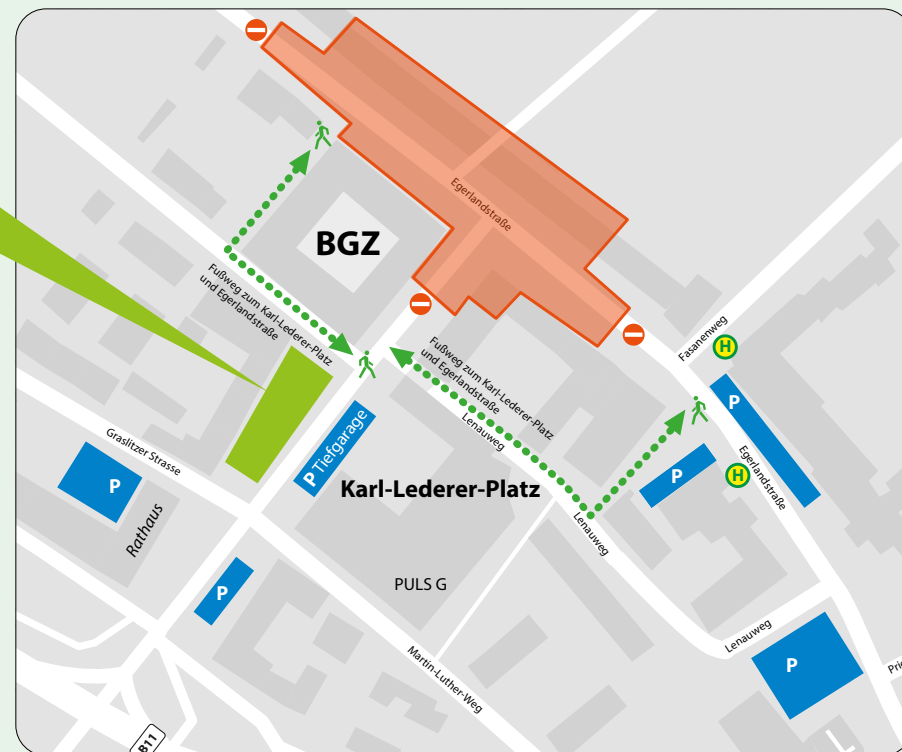 Egerlandstraße
BGZ
Fußweg zum Karl-Lederer-Platz
und Egerlandstraße
Fasanenweg
H
Fußweg zum Karl-Lederer-Platz
und Egerlandstraße
Lenauweg
P
P Tiefgarage
Graslitzer Strasse
P
Rathaus
Karl-Lederer-Platz
P
H
Egerlandstraße
Lenauweg
PULS G
P
Lenauweg
P
Martin-Luther-Weg
B11